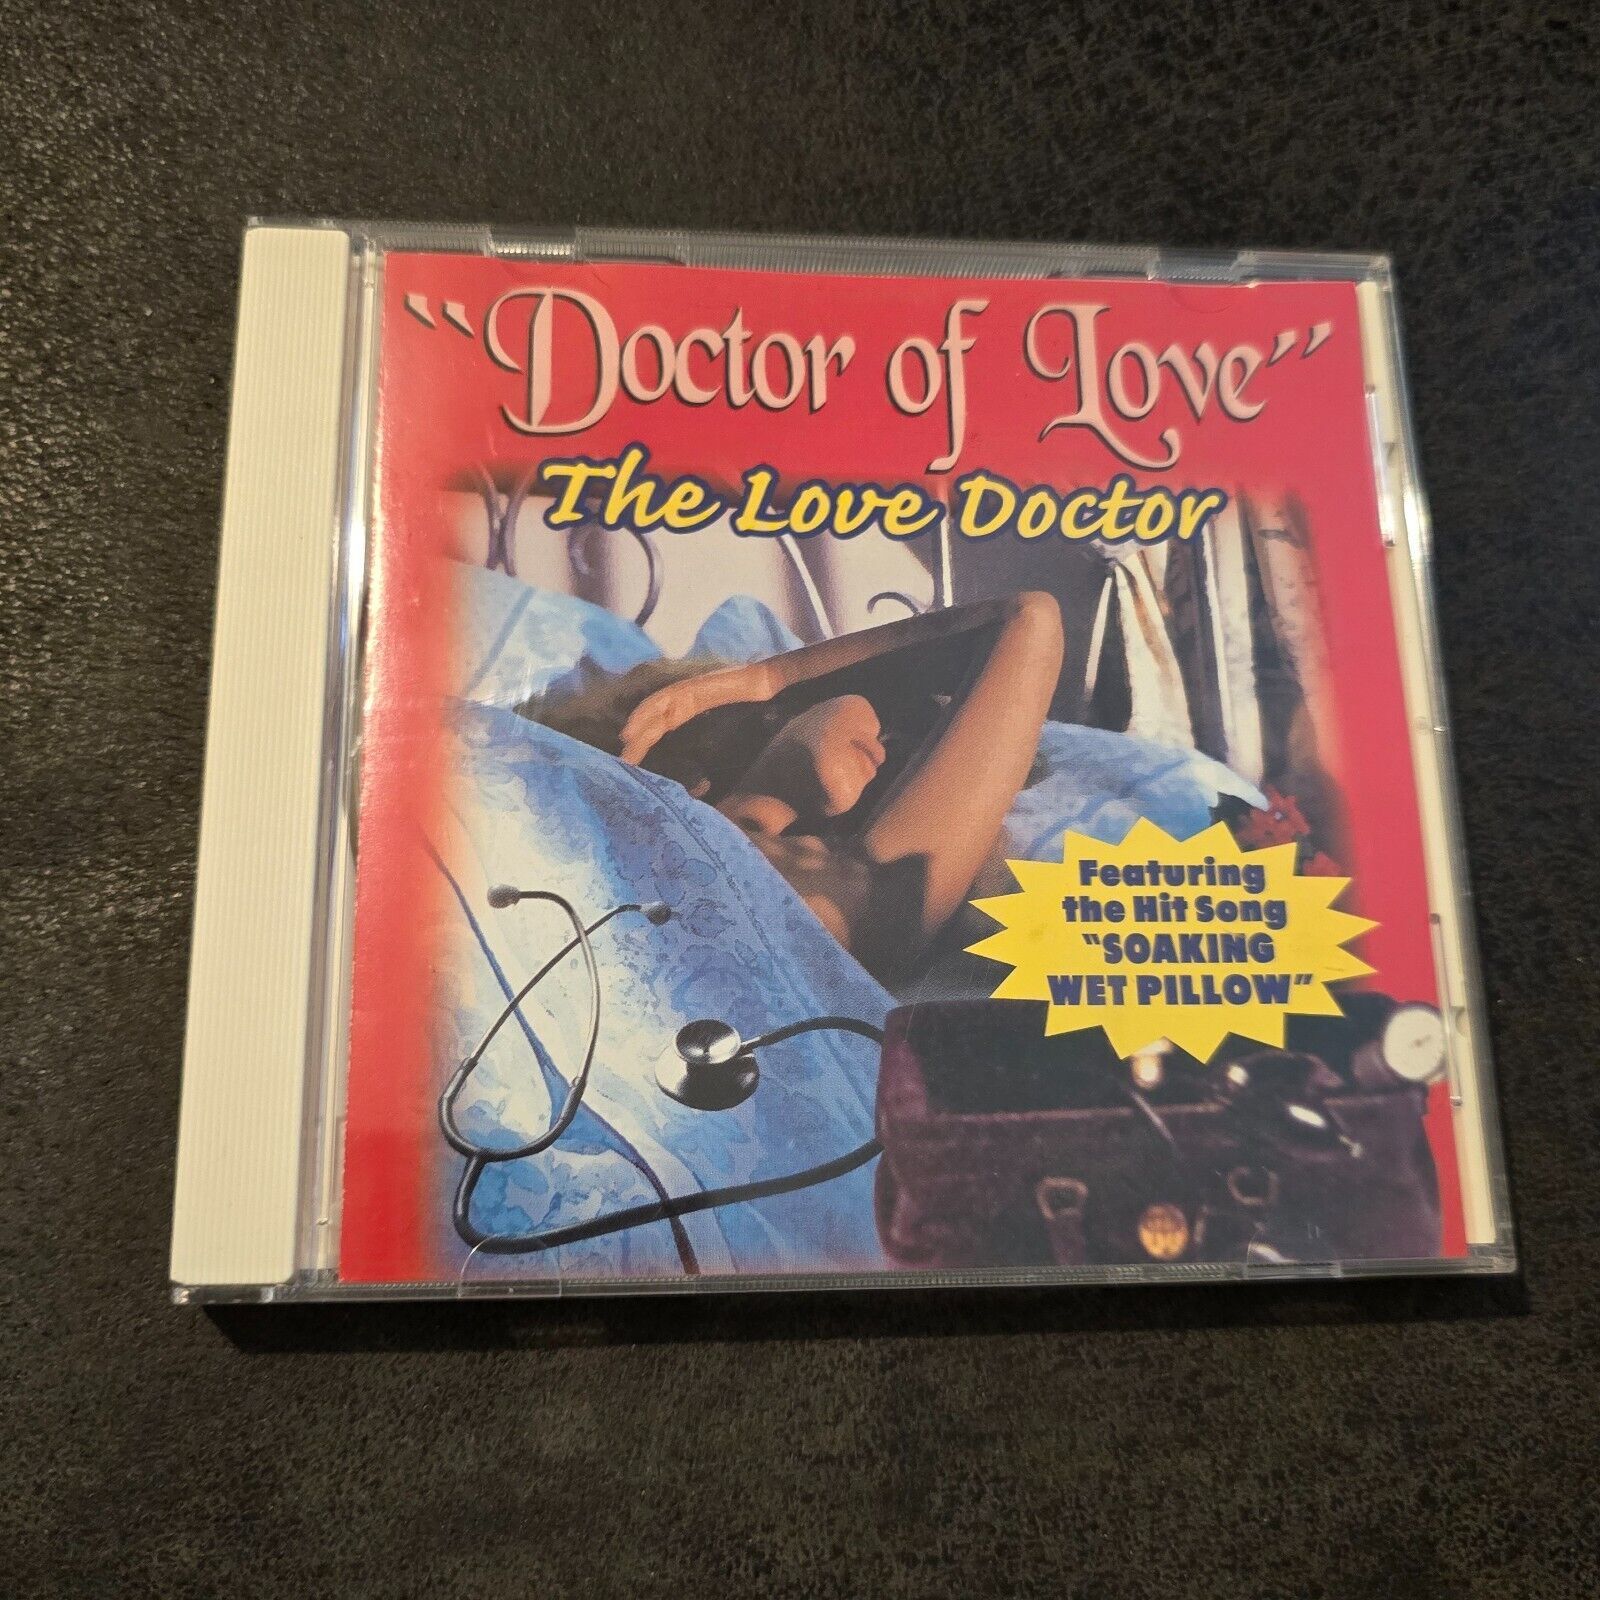 "Doctor of Love"
The Love Doctor
Featuring
the Hit Song
"SOAKING
WET PILLOW"